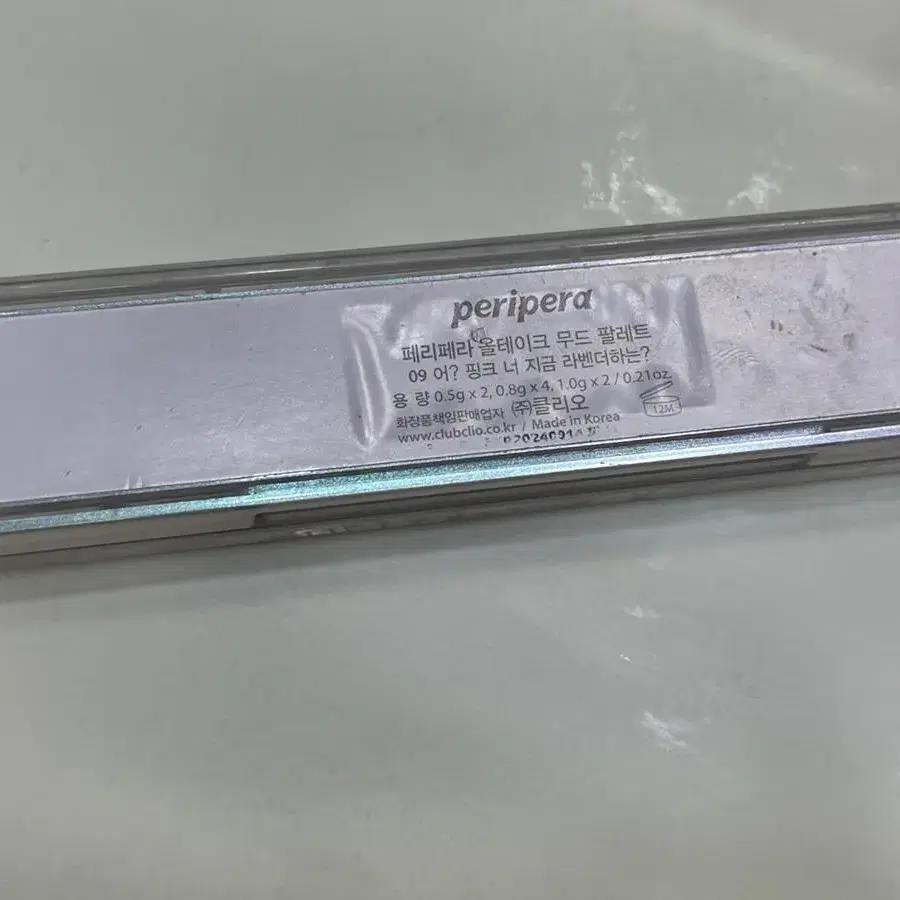 peripera
페리페라 올테이크 무드 팔레트
09 어? 핑크 너 지금 라벤더하는?
용 량 0.5g x 2, 0.8g x 4, 1.0g x 2 / 0.21oz.
화장품책임판매업자 (주)클리오
www.clubclio.co.kr / Made in Korea
12M